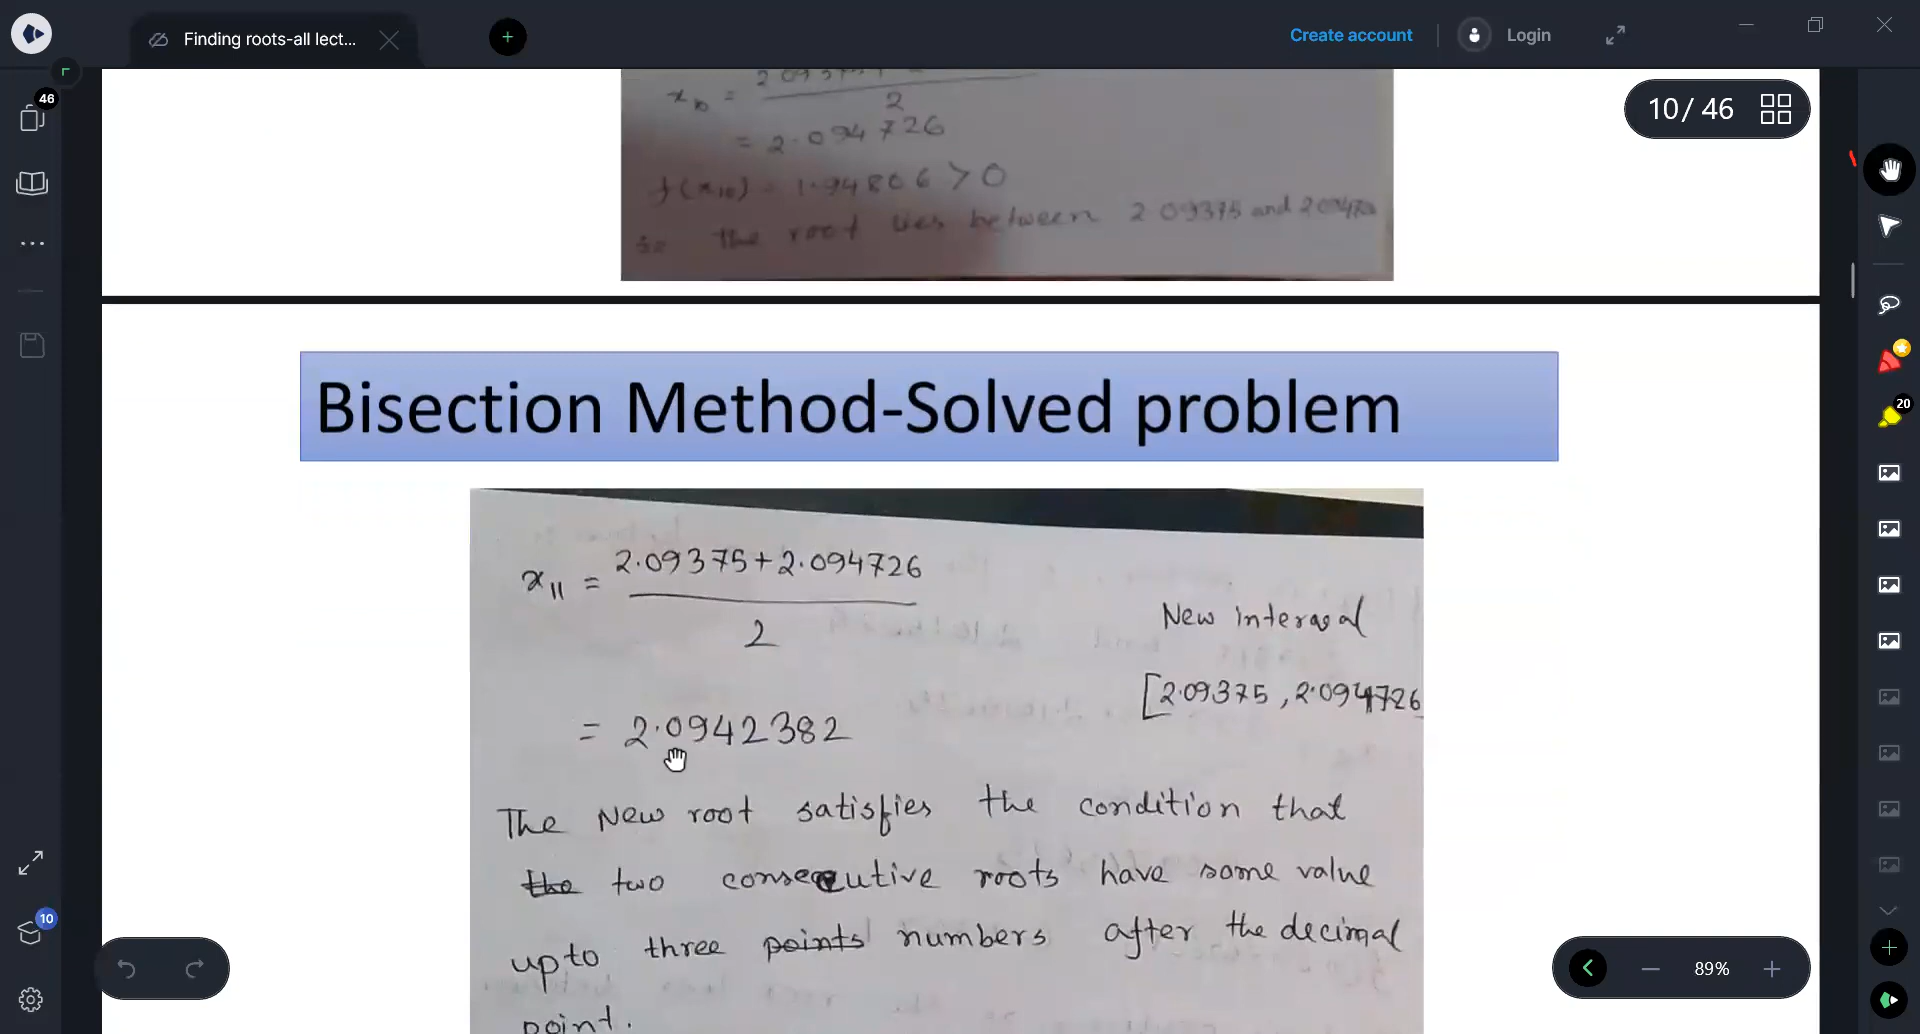 Finding roots-all lect...
Create account
Login
46
10 / 46
2
= 2.094726
f(x10) = 1.94806 > 0
the root lies between 2.09375 and
20
Bisection Method-Solved problem
x11 = 2.09375+2.094726
2
New interval
[2.09375, 2.094726
= 2.0942382
The New root satisfies the condition that
the two consecutive roots have same value
upto three points numbers after the decimal
point.
10
89%